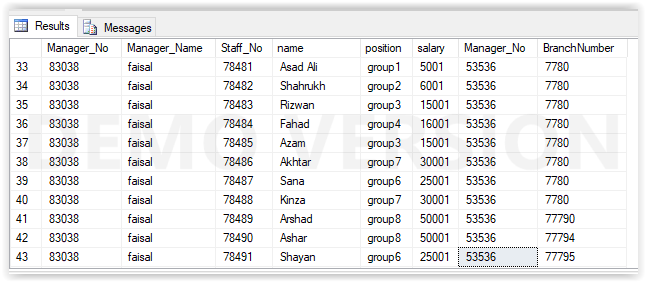 Results Messages
Manager_No Manager_Name Staff_No name position salary Manager_No BranchNumber
33 83038 faisal 78481 Asad Ali group1 5001 53536 7780
34 83038 faisal 78482 Shahrukh group2 6001 53536 7780
35 83038 faisal 78483 Rizwan group3 15001 53536 7780
36 83038 faisal 78484 Fahad group4 16001 53536 7780
37 83038 faisal 78485 Azam group3 15001 53536 7780
38 83038 faisal 78486 Akhtar group7 30001 53536 7780
39 83038 faisal 78487 Sana group6 25001 53536 7780
40 83038 faisal 78488 Kinza group7 30001 53536 7780
41 83038 faisal 78489 Arshad group8 50001 53536 77790
42 83038 faisal 78490 Ashar group8 50001 53536 77794
43 83038 faisal 78491 Shayan group6 25001 53536 77795
DEMO VERSION